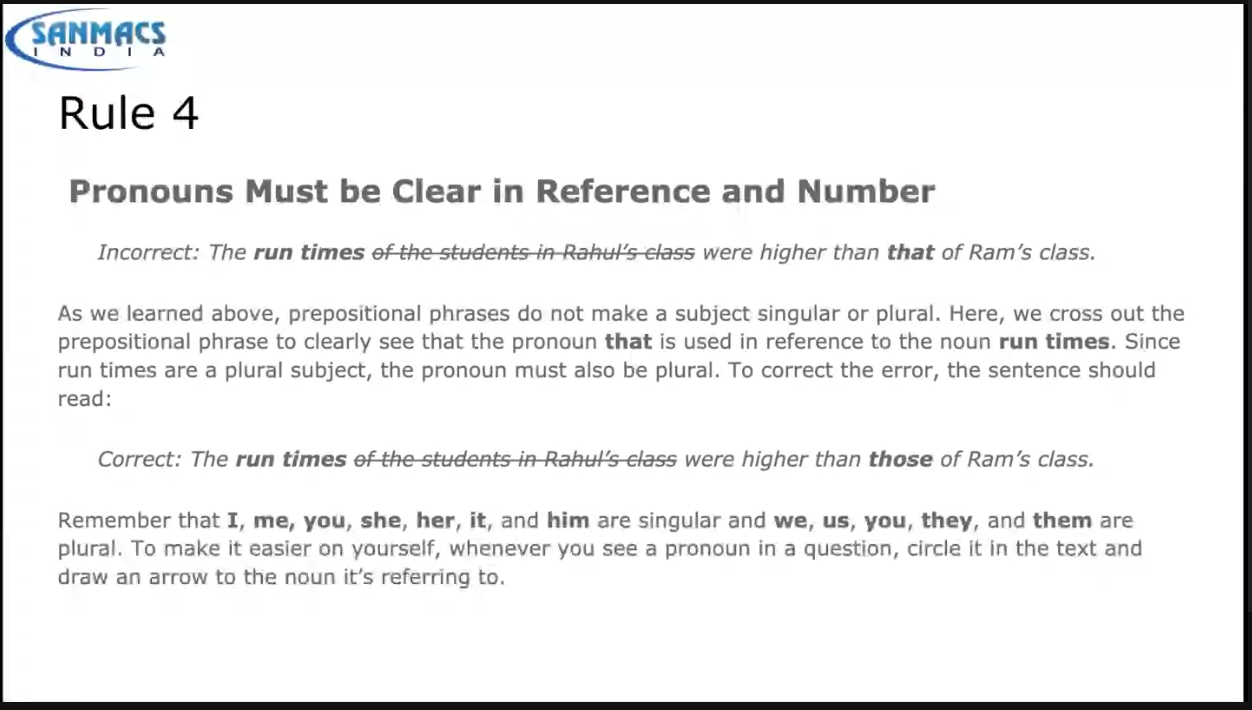 SANMACS
INDIA
Rule 4
Pronouns Must be Clear in Reference and Number
Incorrect: The run times of the students in Rahul's class were higher than that of Ram's class.
As we learned above, prepositional phrases do not make a subject singular or plural. Here, we cross out the
prepositional phrase to clearly see that the pronoun that is used in reference to the noun run times. Since
run times are a plural subject, the pronoun must also be plural. To correct the error, the sentence should
read:
Correct: The run times of the students in Rahul's class were higher than those of Ram's class.
Remember that I, me, you, she, her, it, and him are singular and we, us, you, they, and them are
plural. To make it easier on yourself, whenever you see a pronoun in a question, circle it in the text and
draw an arrow to the noun it's referring to.